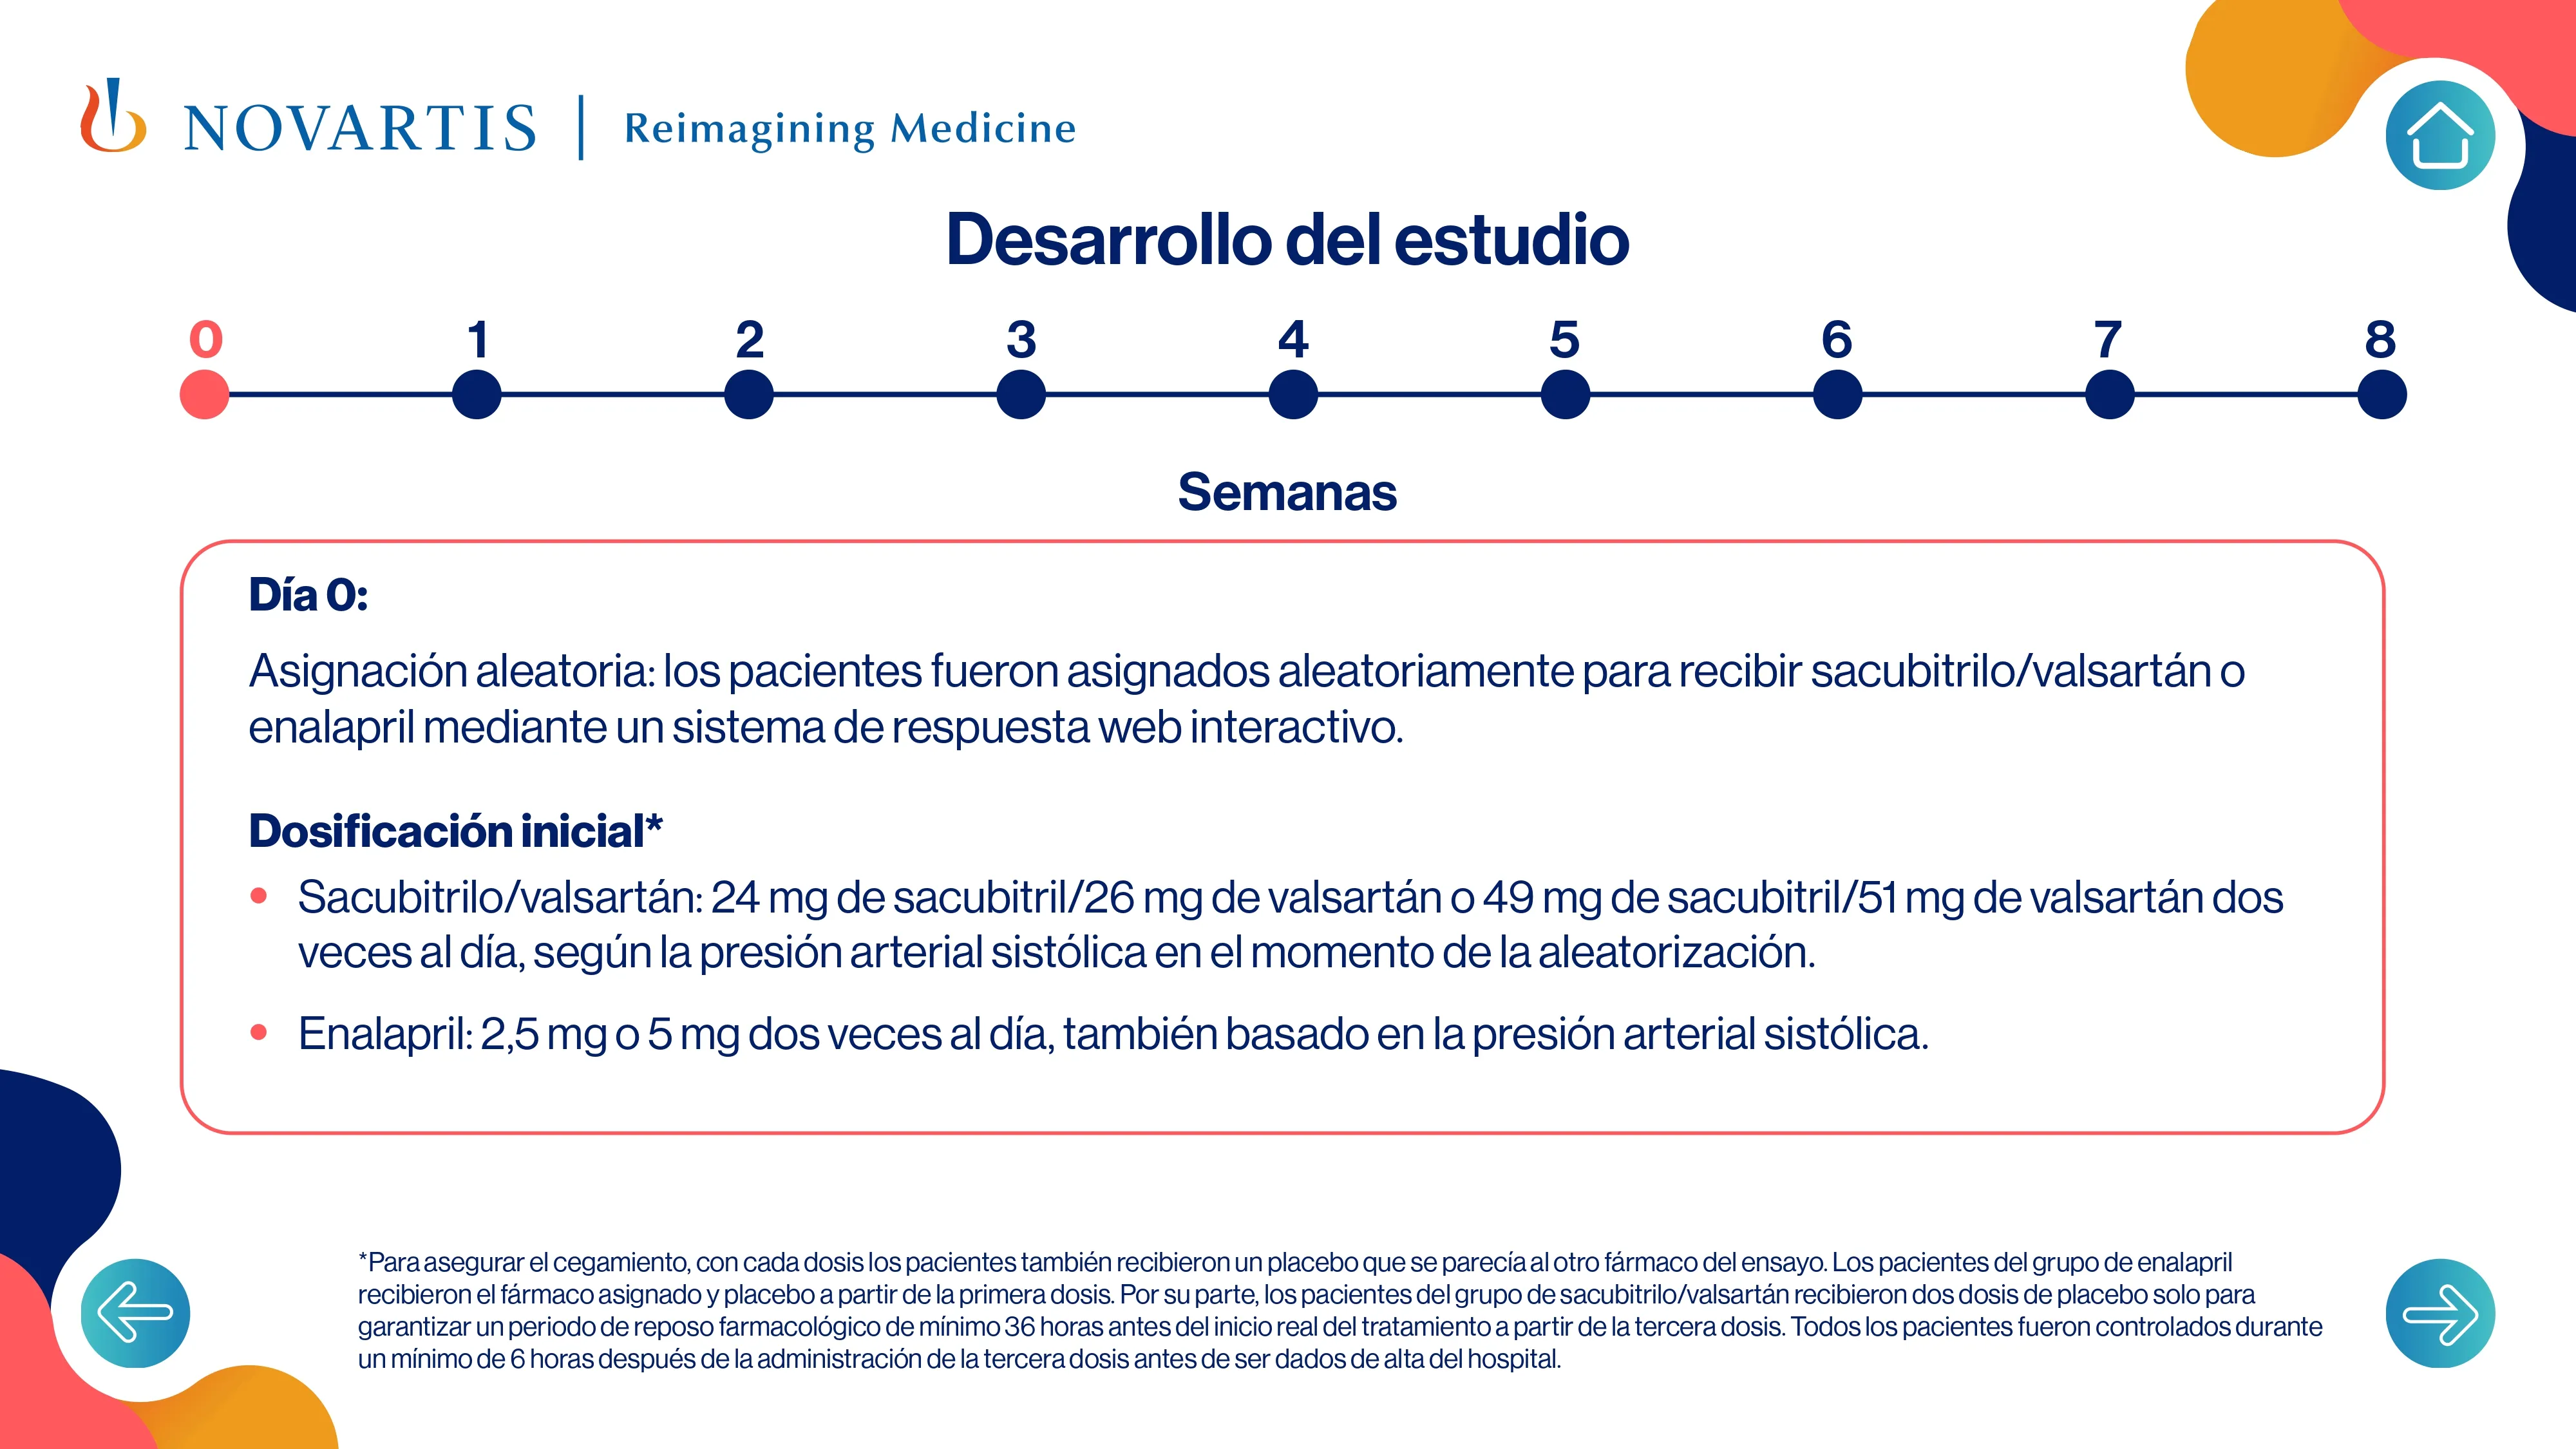 NOVARTIS | Reimagining Medicine
Desarrollo del estudio
0 1 2 3 4 5 6 7 8
Semanas
Día 0:
Asignación aleatoria: los pacientes fueron asignados aleatoriamente para recibir sacubitrilo/valsartán o
enalapril mediante un sistema de respuesta web interactivo.
Dosificación inicial*
• Sacubitrilo/valsartán: 24 mg de sacubitril/26 mg de valsartán o 49 mg de sacubitril/51 mg de valsartán dos
veces al día, según la presión arterial sistólica en el momento de la aleatorización.
• Enalapril: 2,5 mg o 5 mg dos veces al día, también basado en la presión arterial sistólica.
*Para asegurar el cegamiento, con cada dosis los pacientes también recibieron un placebo que se parecía al otro fármaco del ensayo. Los pacientes del grupo de enalapril
recibieron el fármaco asignado y placebo a partir de la primera dosis. Por su parte, los pacientes del grupo de sacubitrilo/valsartán recibieron dos dosis de placebo solo para
garantizar un periodo de reposo farmacológico de mínimo 36 horas antes del inicio real del tratamiento a partir de la tercera dosis. Todos los pacientes fueron controlados durante
un mínimo de 6 horas después de la administración de la tercera dosis antes de ser dados de alta del hospital.